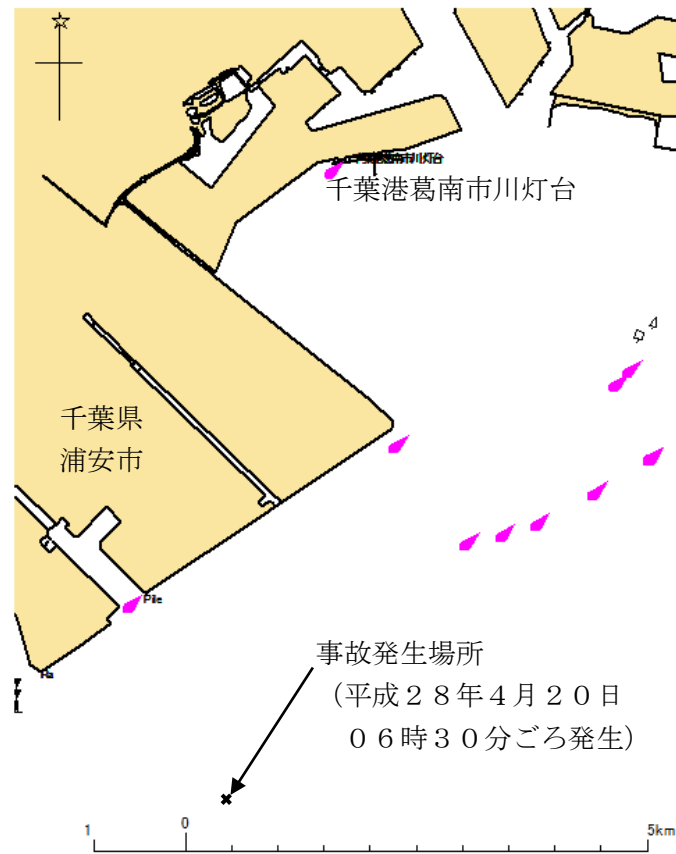 千葉港葛南市川灯台
千葉県
浦安市
Pile
事故発生場所
（平成２８年４月２０日
０６時３０分ごろ発生）
1
0
5km